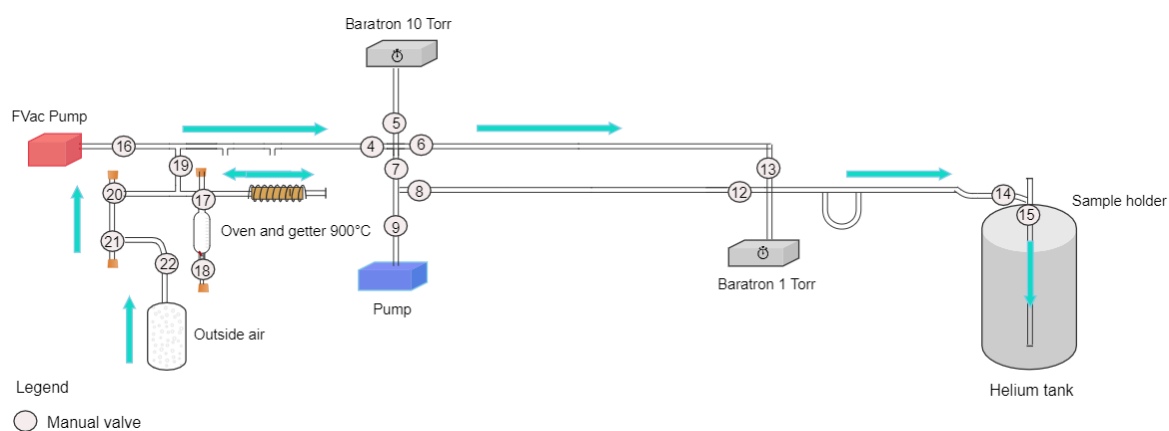 Baratron 10 Torr
FVac Pump
16
5
4
6
19
7
13
20
17
8
12
14
Sample holder
15
21
Oven and getter 900°C
9
22
18
Baratron 1 Torr
Pump
Outside air
Legend
Helium tank
Manual valve